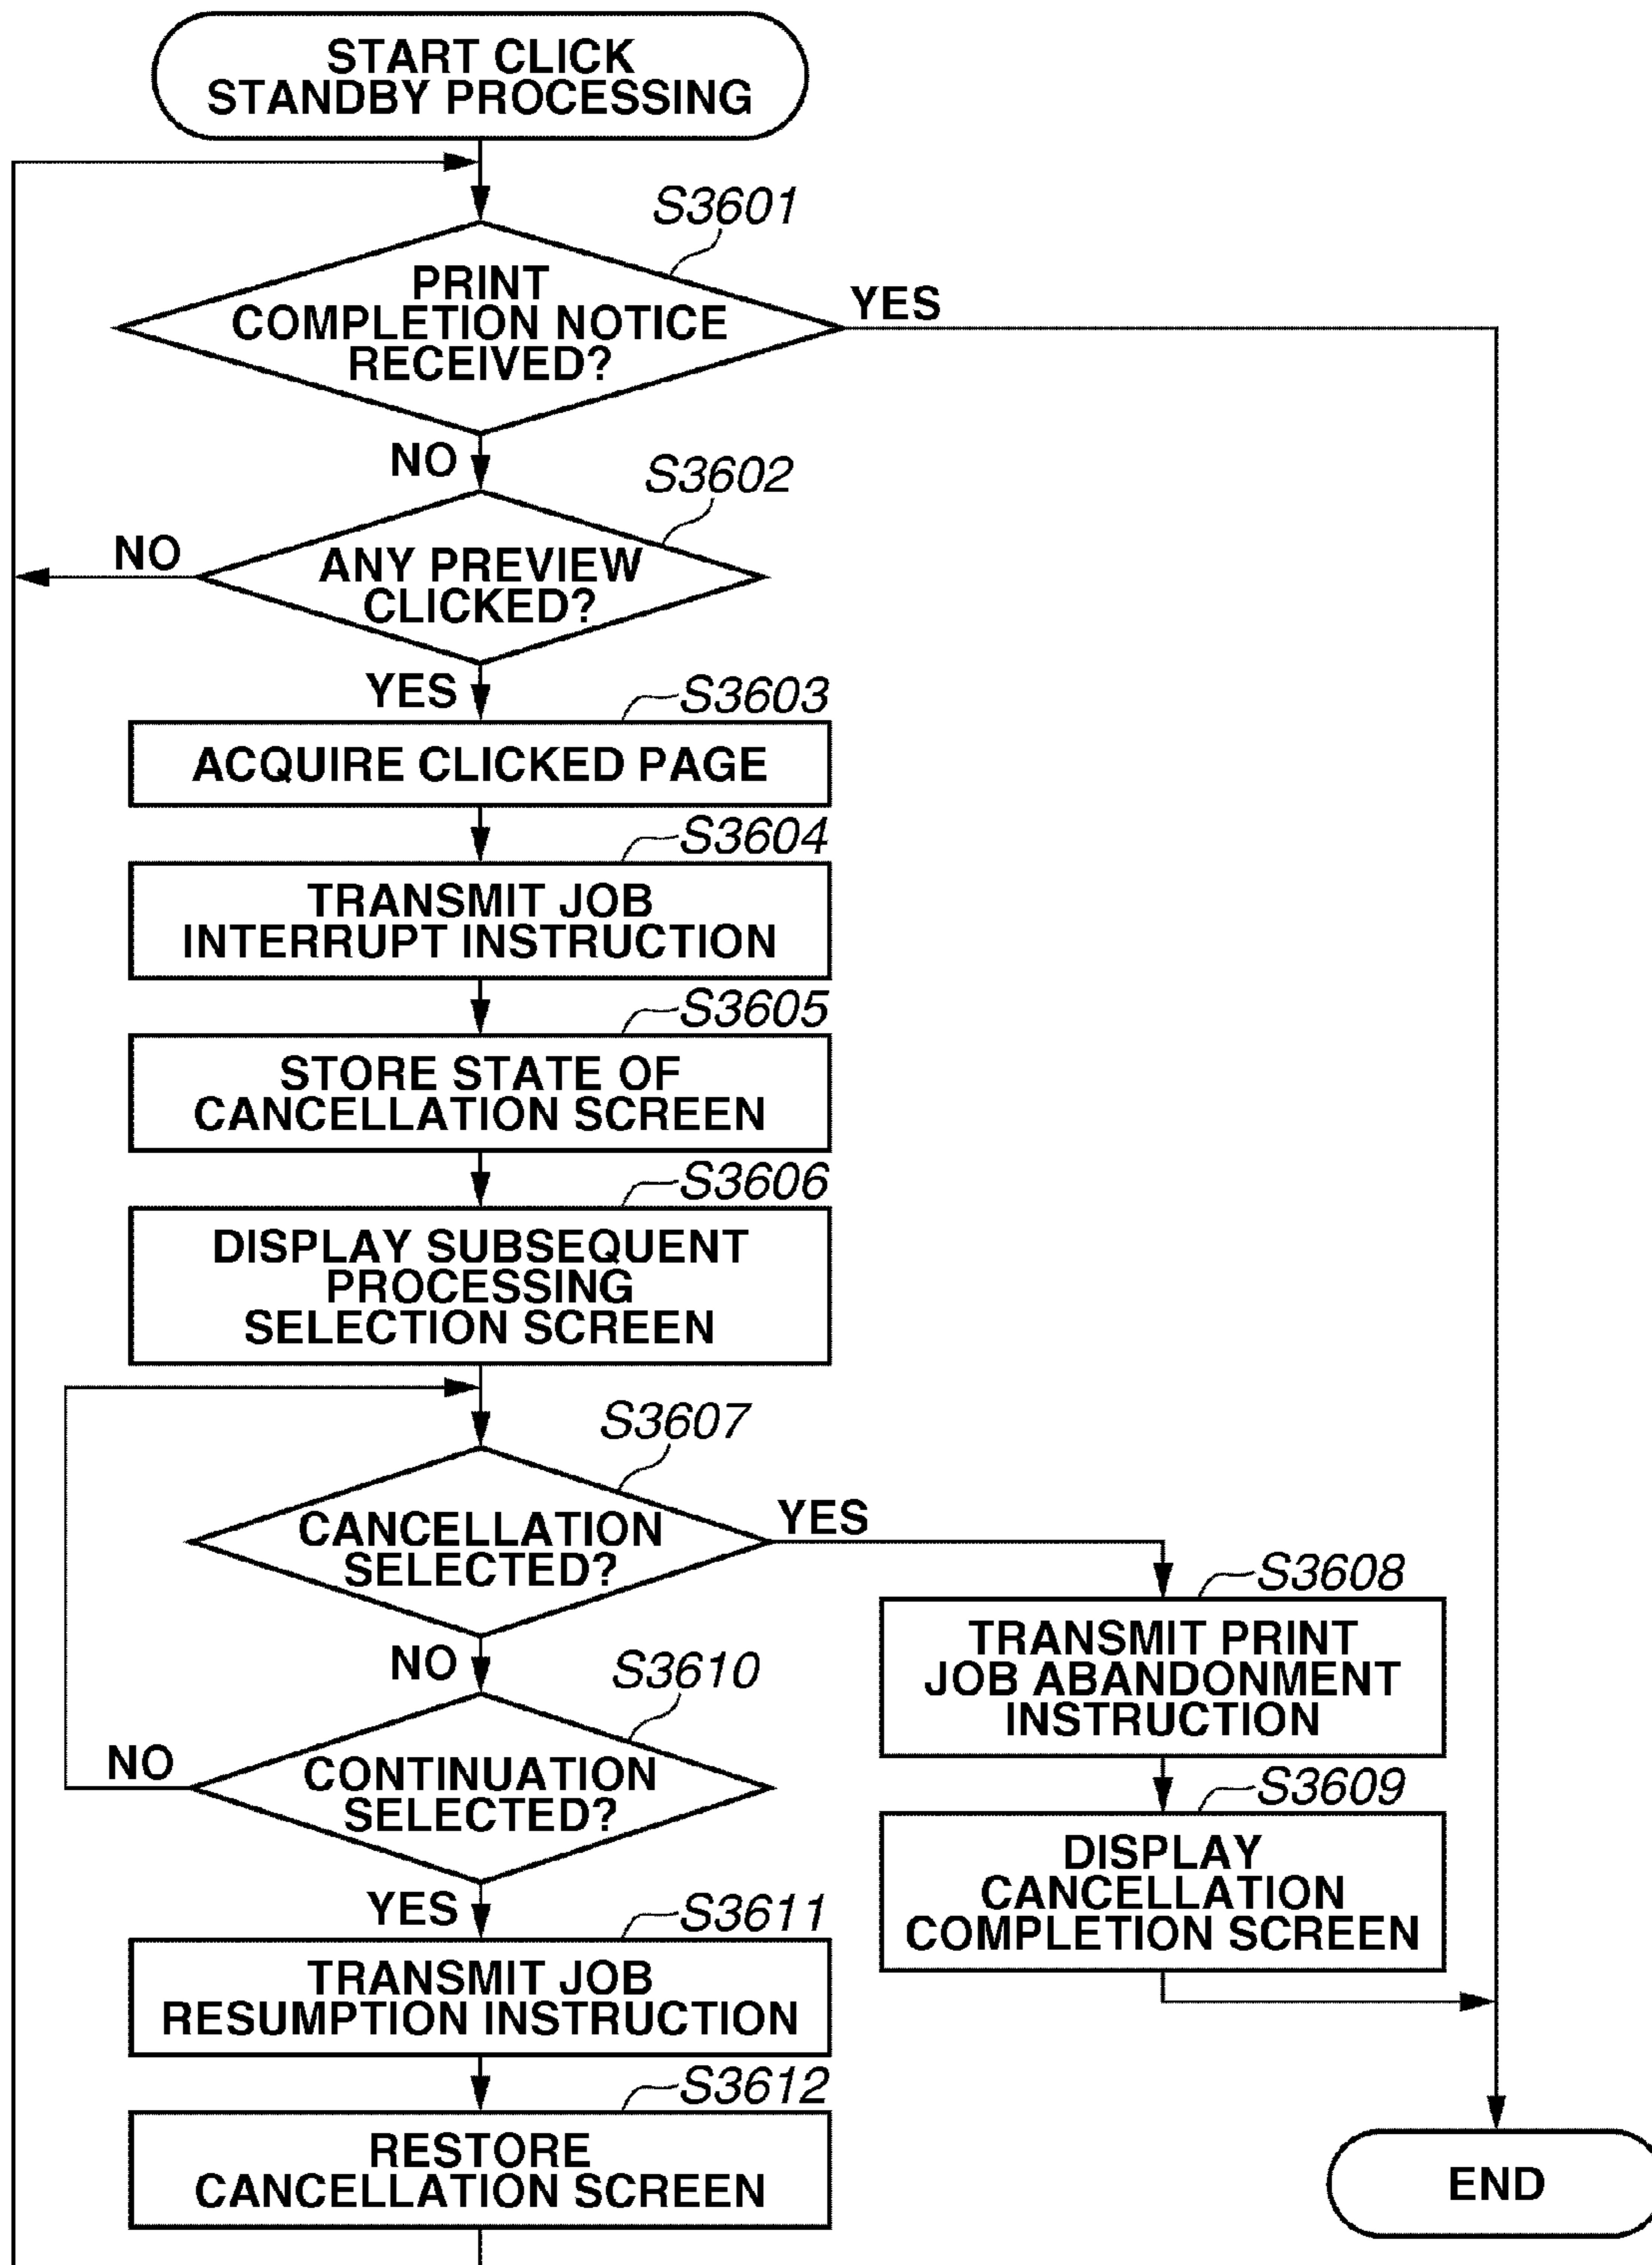 START CLICK
STANDBY PROCESSING
S3601
PRINT
COMPLETION NOTICE
RECEIVED?
YES
NO
S3602
ANY PREVIEW
CLICKED?
NO
YES
S3603
ACQUIRE CLICKED PAGE
S3604
TRANSMIT JOB
INTERRUPT INSTRUCTION
S3605
STORE STATE OF
CANCELLATION SCREEN
S3606
DISPLAY SUBSEQUENT
PROCESSING
SELECTION SCREEN
S3607
CANCELLATION
SELECTED?
YES
S3608
TRANSMIT PRINT
JOB ABANDONMENT
INSTRUCTION
S3609
DISPLAY
CANCELLATION
COMPLETION SCREEN
NO
S3610
CONTINUATION
SELECTED?
NO
YES
S3611
TRANSMIT JOB
RESUMPTION INSTRUCTION
S3612
RESTORE
CANCELLATION SCREEN
END